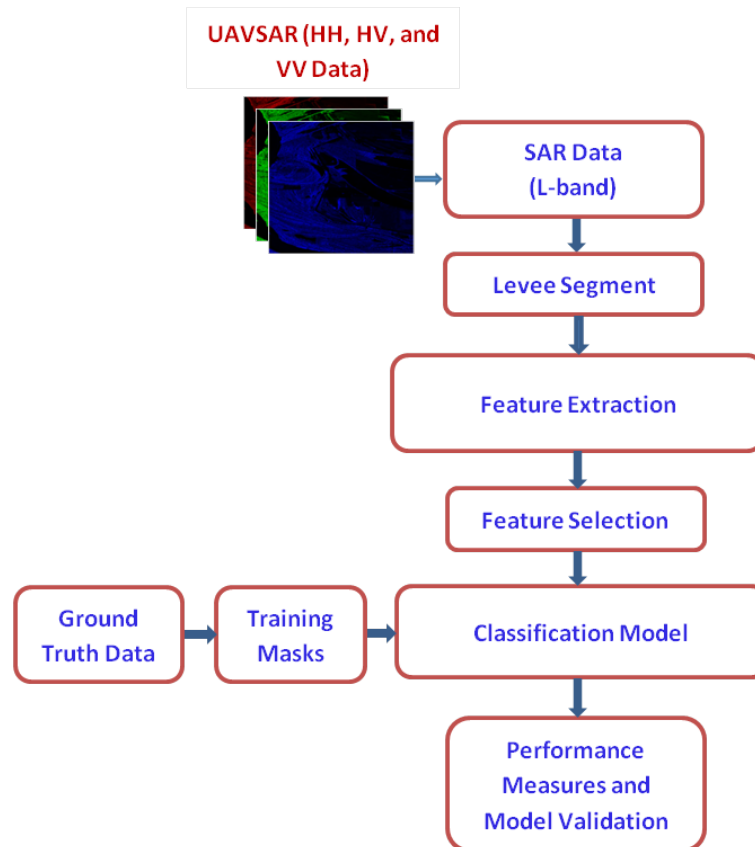 UAVSAR (HH, HV, and
VV Data)
SAR Data
(L-band)
Levee Segment
Feature Extraction
Feature Selection
Ground
Truth Data
Training
Masks
Classification Model
Performance
Measures and
Model Validation